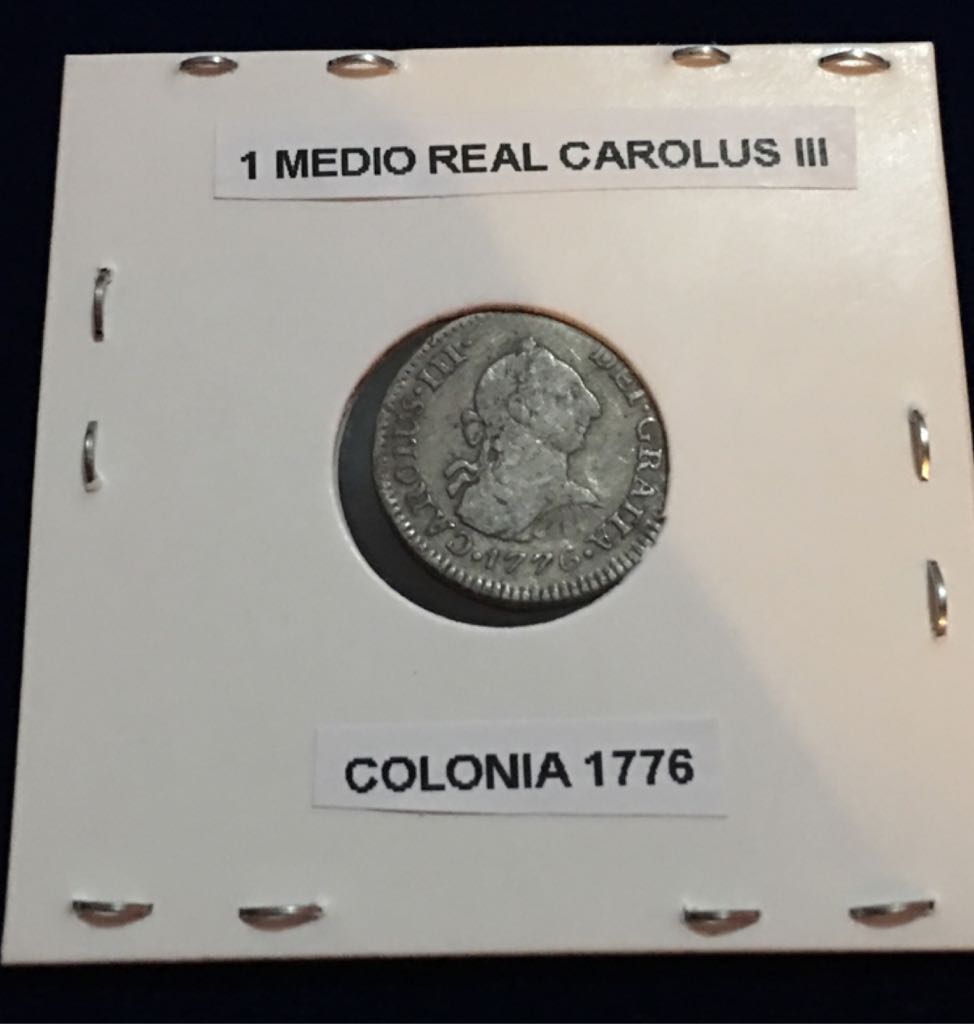 1 MEDIO REAL CAROLUS III
CAROLUS·III· DEI·GRATIA·
·1776·
COLONIA 1776